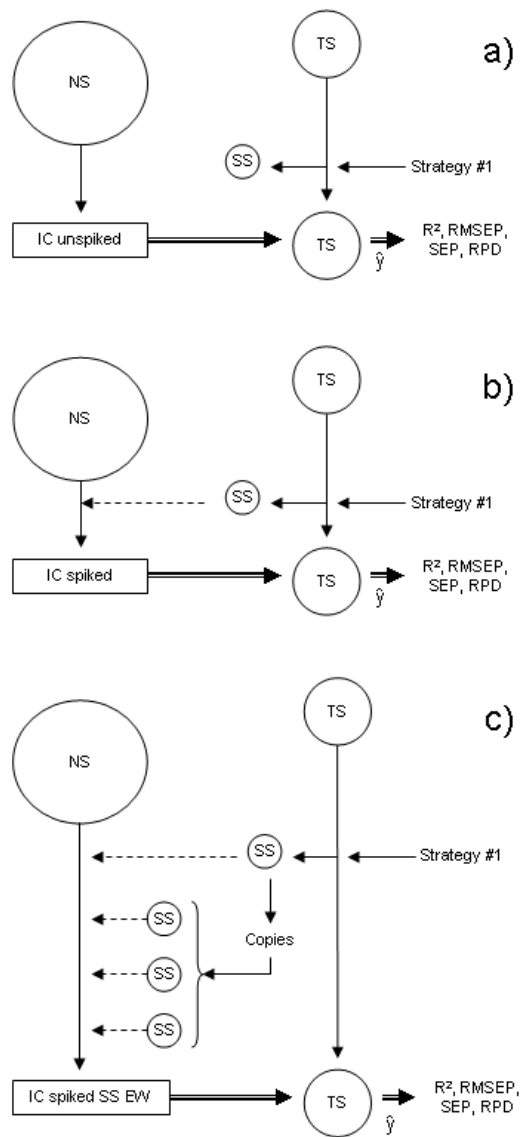 a)
NS
TS
SS
Strategy #1
IC unspiked
TS
ŷ
R², RMSEP,
SEP, RPD
b)
NS
TS
SS
Strategy #1
IC spiked
TS
ŷ
R², RMSEP,
SEP, RPD
c)
NS
TS
SS
Strategy #1
SS
Copies
SS
SS
IC spiked SS EW
TS
ŷ
R², RMSEP,
SEP, RPD